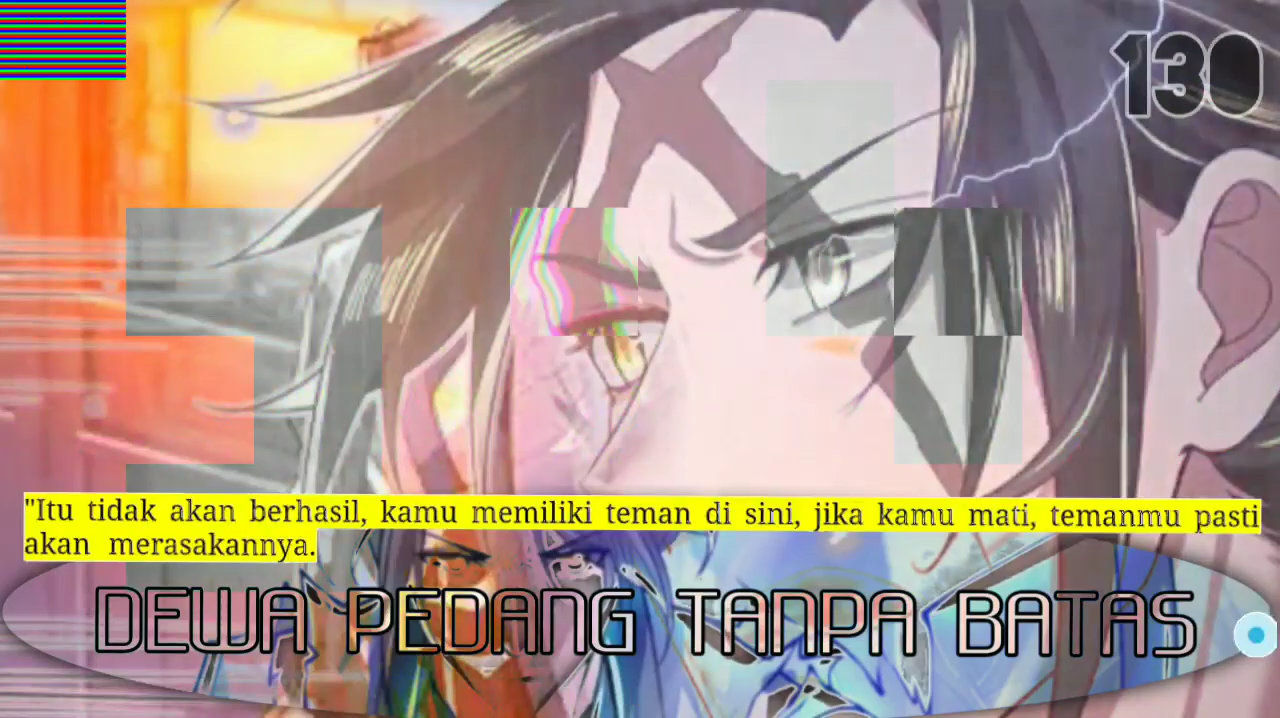 130
"Itu tidak akan berhasil, kamu memiliki teman di sini, jika kamu mati, temanmu pasti
akan merasakannya.
DEWA PEDANG TANPA BATAS